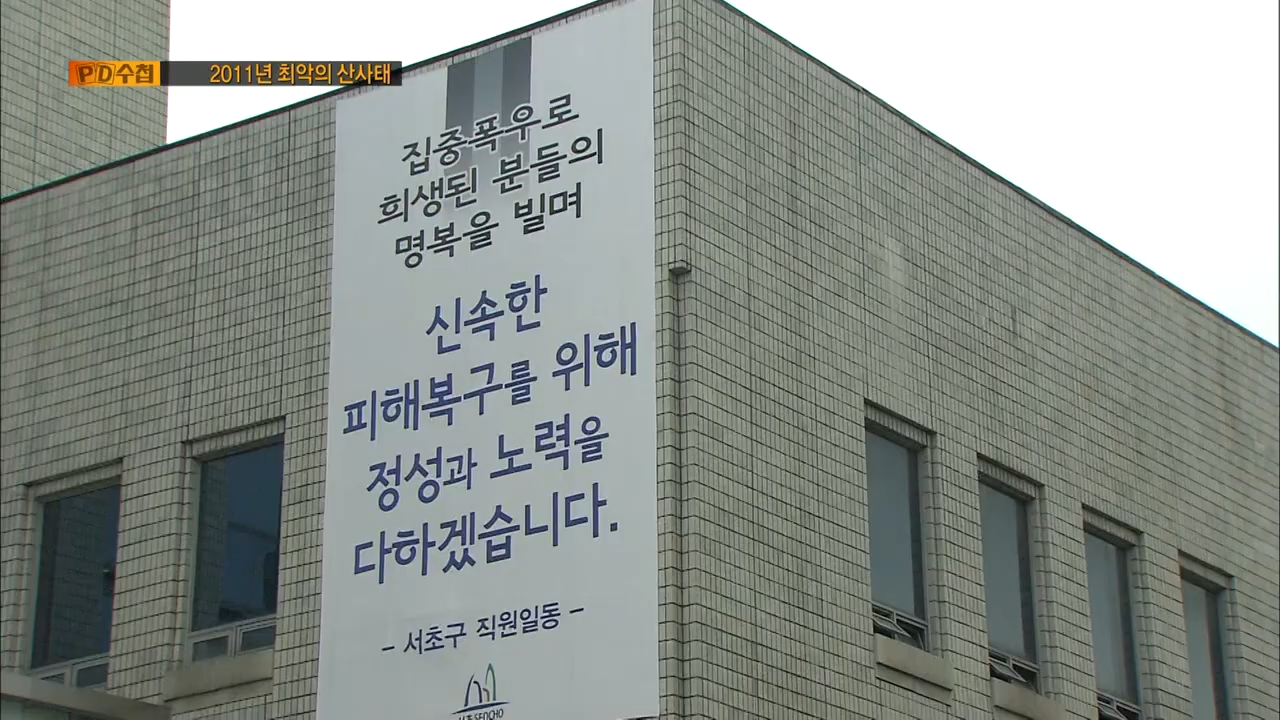 PD수첩 2011년 최악의 산사태
집중폭우로
희생된 분들의
명복을 빌며
신속한
피해복구를 위해
정성과 노력을
다하겠습니다.
- 서초구 직원일동 -
서초 SEOCHO